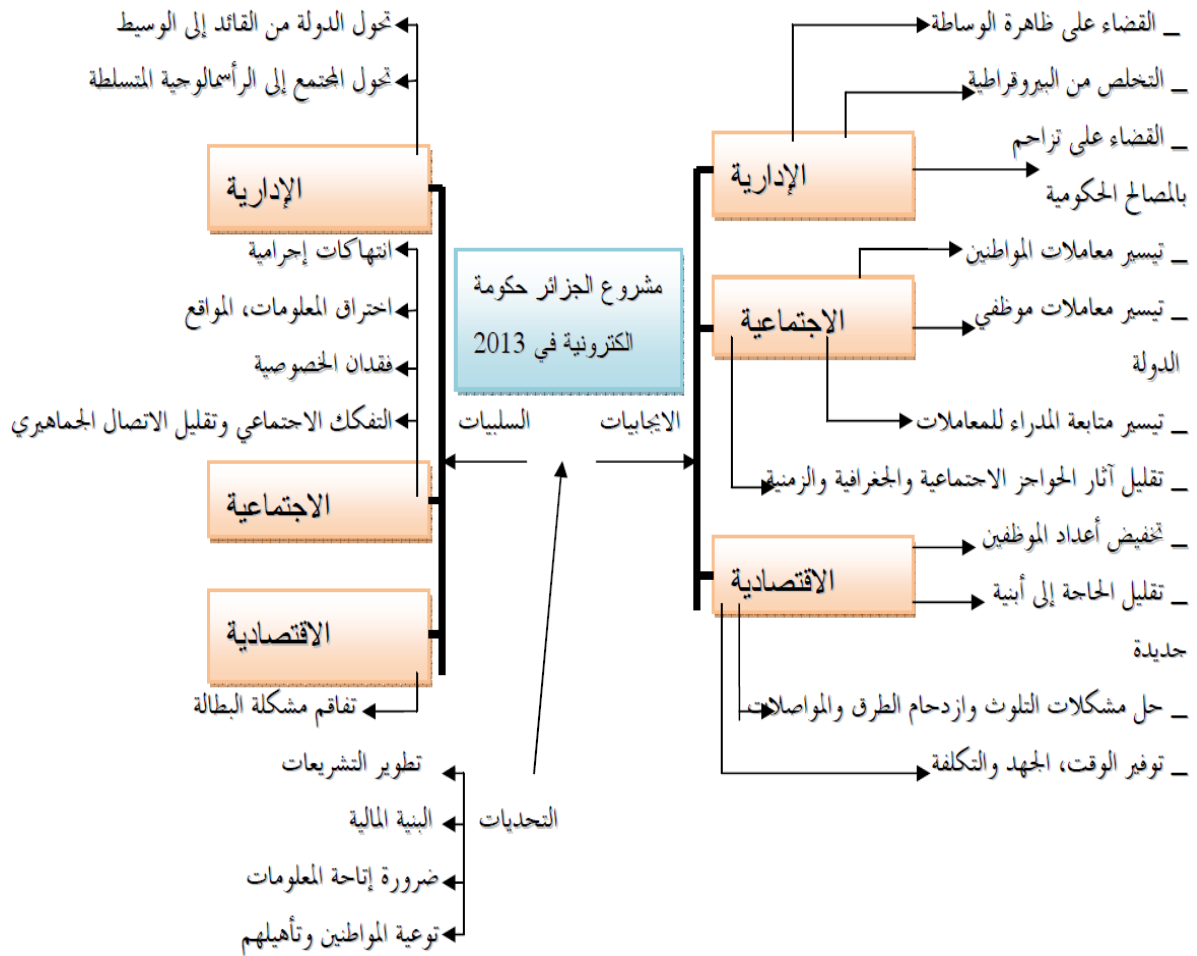 مشروع الجزائر حكومة
الكترونية في 2013
الايجابيات
الإدارية
_ القضاء على ظاهرة الوساطة
_ التخلص من البيروقراطية
_ القضاء على تزاحم
بالمصالح الحكومية
الاجتماعية
_ تيسير معاملات المواطنين
_ تيسير معاملات موظفي
الدولة
_ تيسير متابعة المدراء للمعاملات
_ تقليل آثار الحواجز الاجتماعية والجغرافية والزمنية
الاقتصادية
_ تخفيض أعداد الموظفين
_ تقليل الحاجة إلى أبنية
جديدة
_ حل مشكلات التلوث وازدحام الطرق والمواصلات
_ توفير الوقت، الجهد والتكلفة
السلبيات
تحول الدولة من القائد إلى الوسيط
تحول المجتمع إلى الرأسمالوجية المتسلطة
الإدارية
انتهاكات إجرامية
اختراق المعلومات، المواقع
فقدان الخصوصية
التفكك الاجتماعي وتقليل الاتصال الجماهيري
الاجتماعية
الاقتصادية
تفاقم مشكلة البطالة
التحديات
تطوير التشريعات
البنية المالية
ضرورة إتاحة المعلومات
توعية المواطنين وتأهيلهم